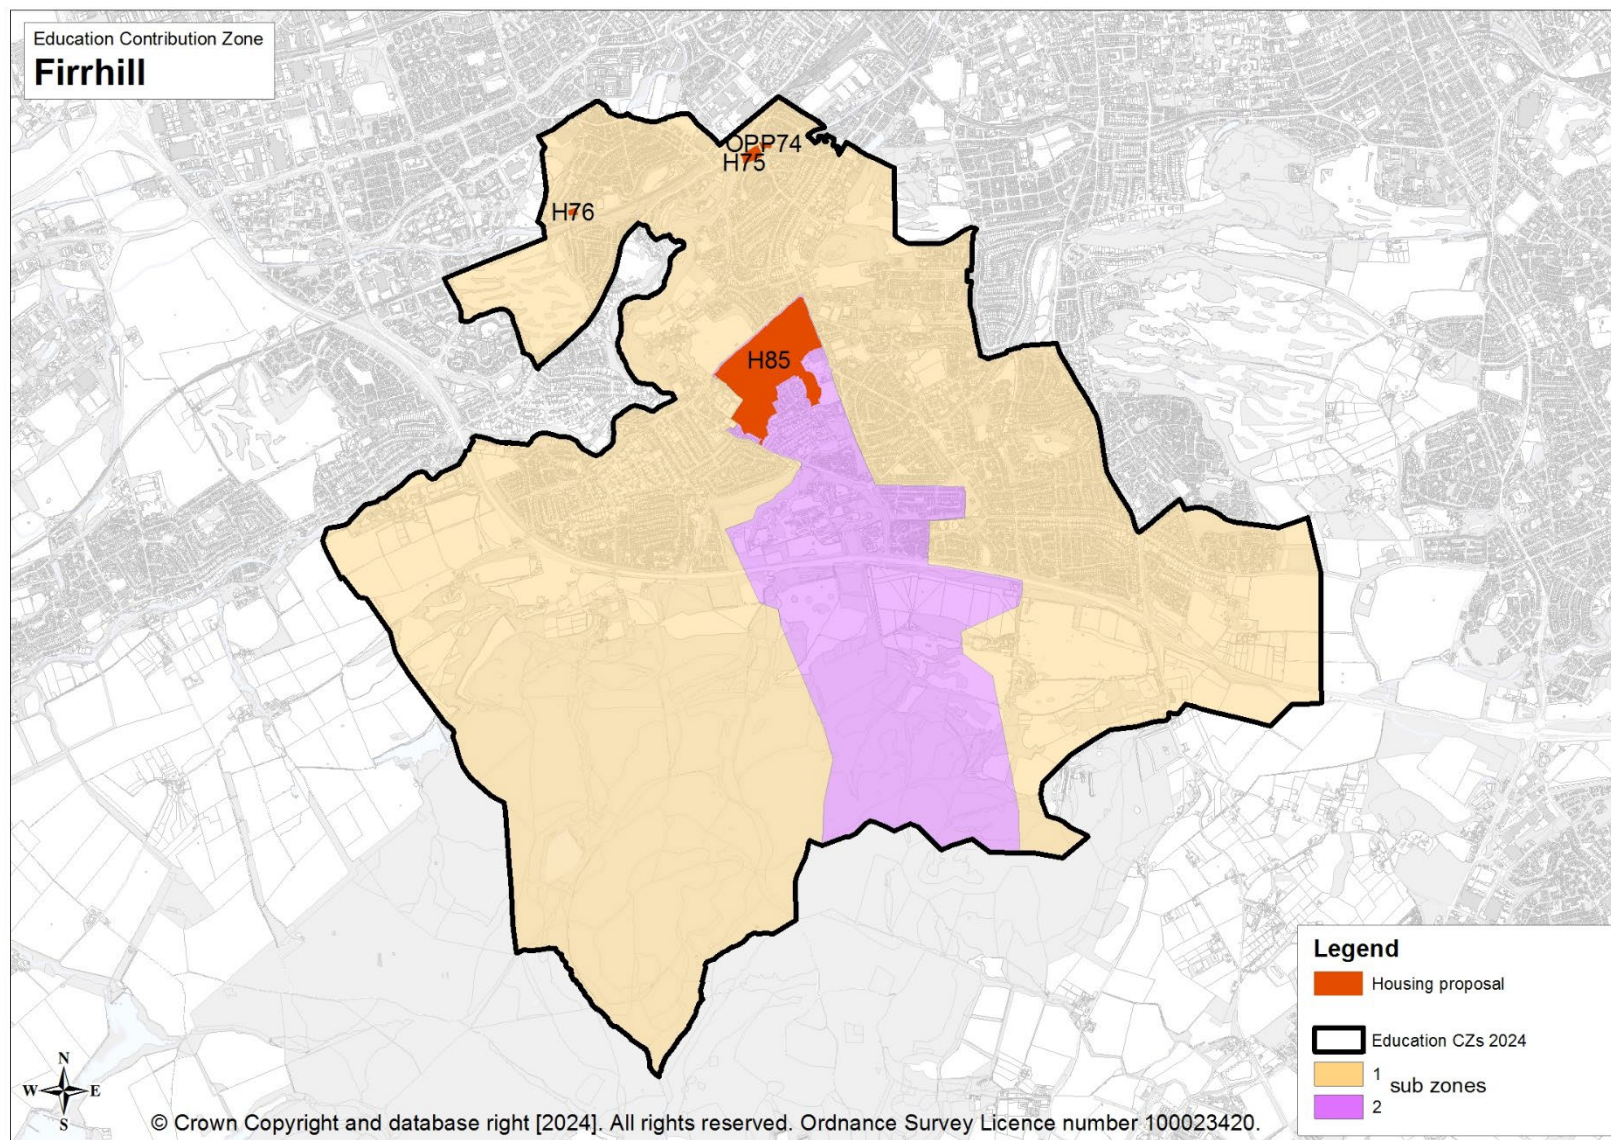 Education Contribution Zone
Firrhill
OPP74
H75
H76
H85
Legend
Housing proposal
Education CZs 2024
1
sub zones
2
N
W
E
S
© Crown Copyright and database right [2024]. All rights reserved. Ordnance Survey Licence number 100023420.